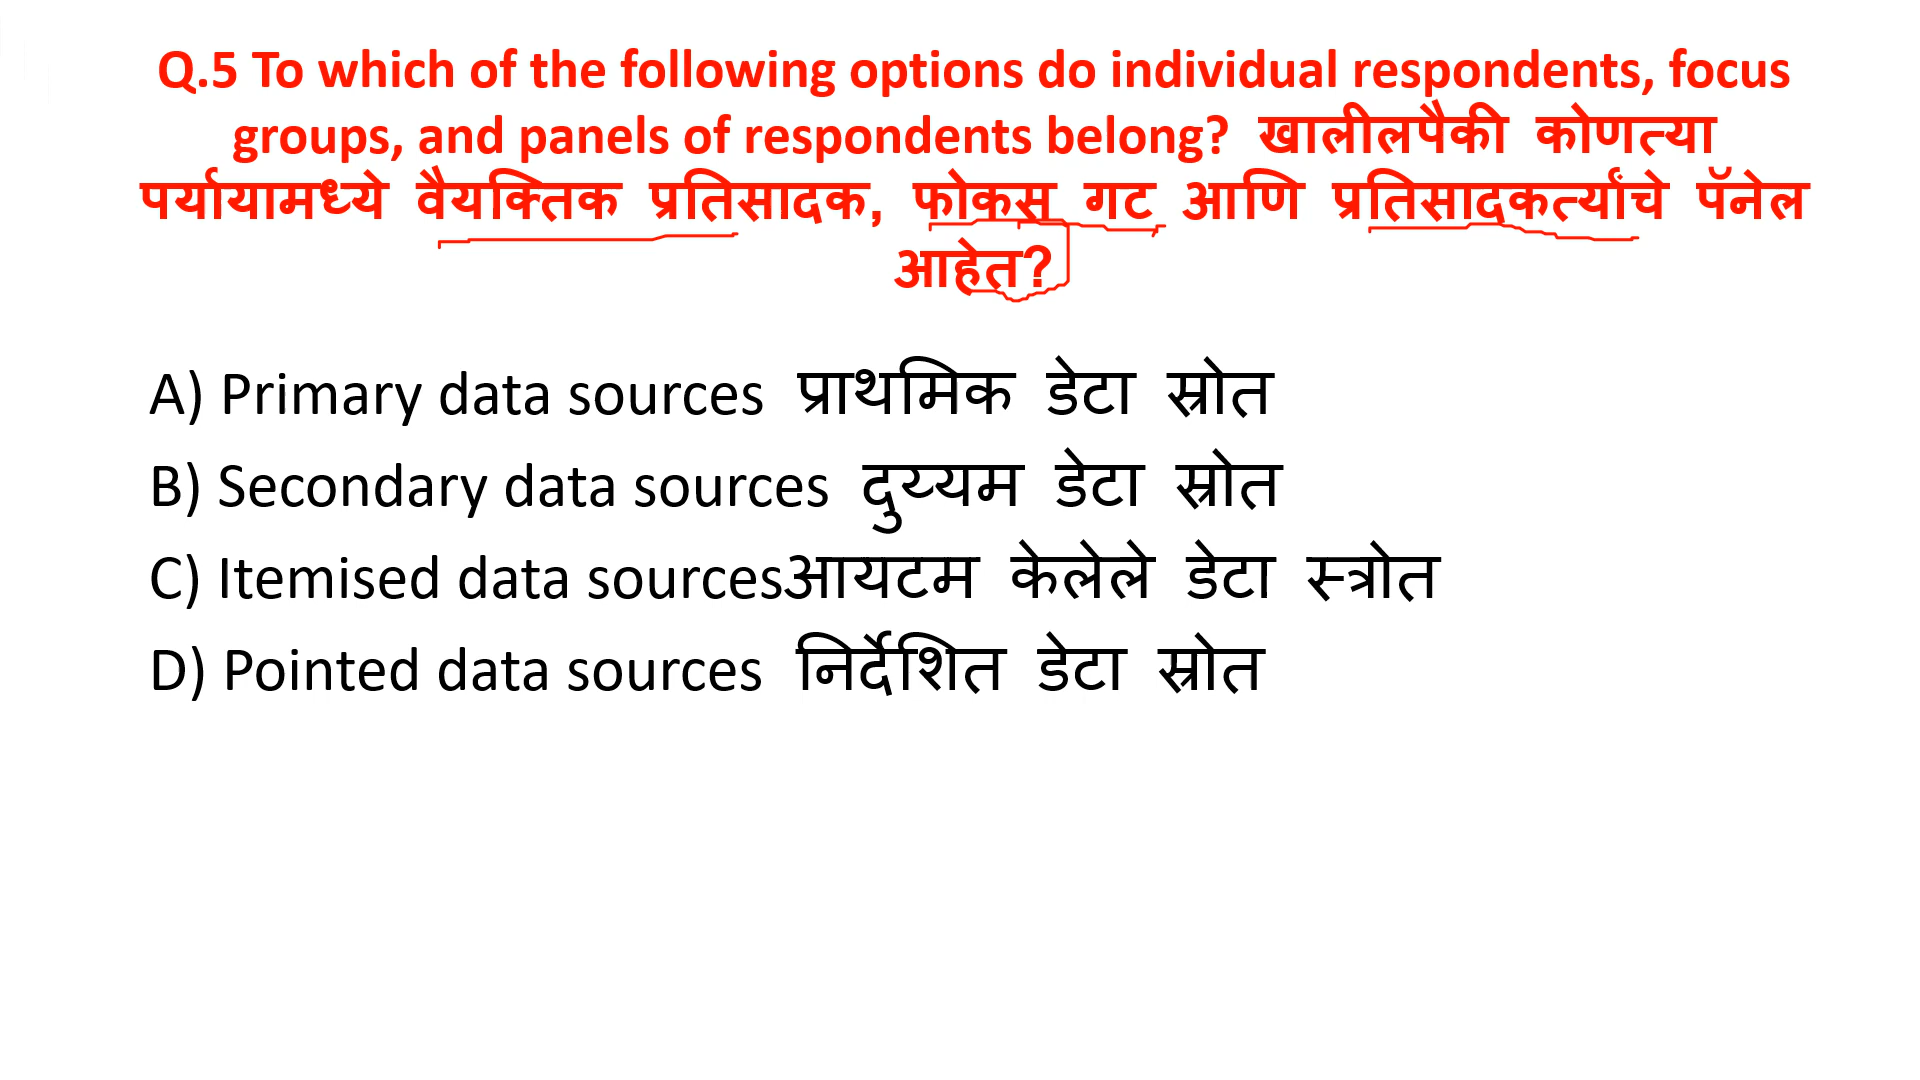 Q.5 To which of the following options do individual respondents, focus
groups, and panels of respondents belong? खालीलपैकी कोणत्या
पर्यायामध्ये वैयक्तिक प्रतिसादक, फोकस गट आणि प्रतिसादकर्त्यांचे पॅनेल
आहेत?
A) Primary data sources प्राथमिक डेटा स्रोत
B) Secondary data sources दुय्यम डेटा स्रोत
C) Itemised data sourcesआयटम केलेले डेटा स्त्रोत
D) Pointed data sources निर्देशित डेटा स्रोत